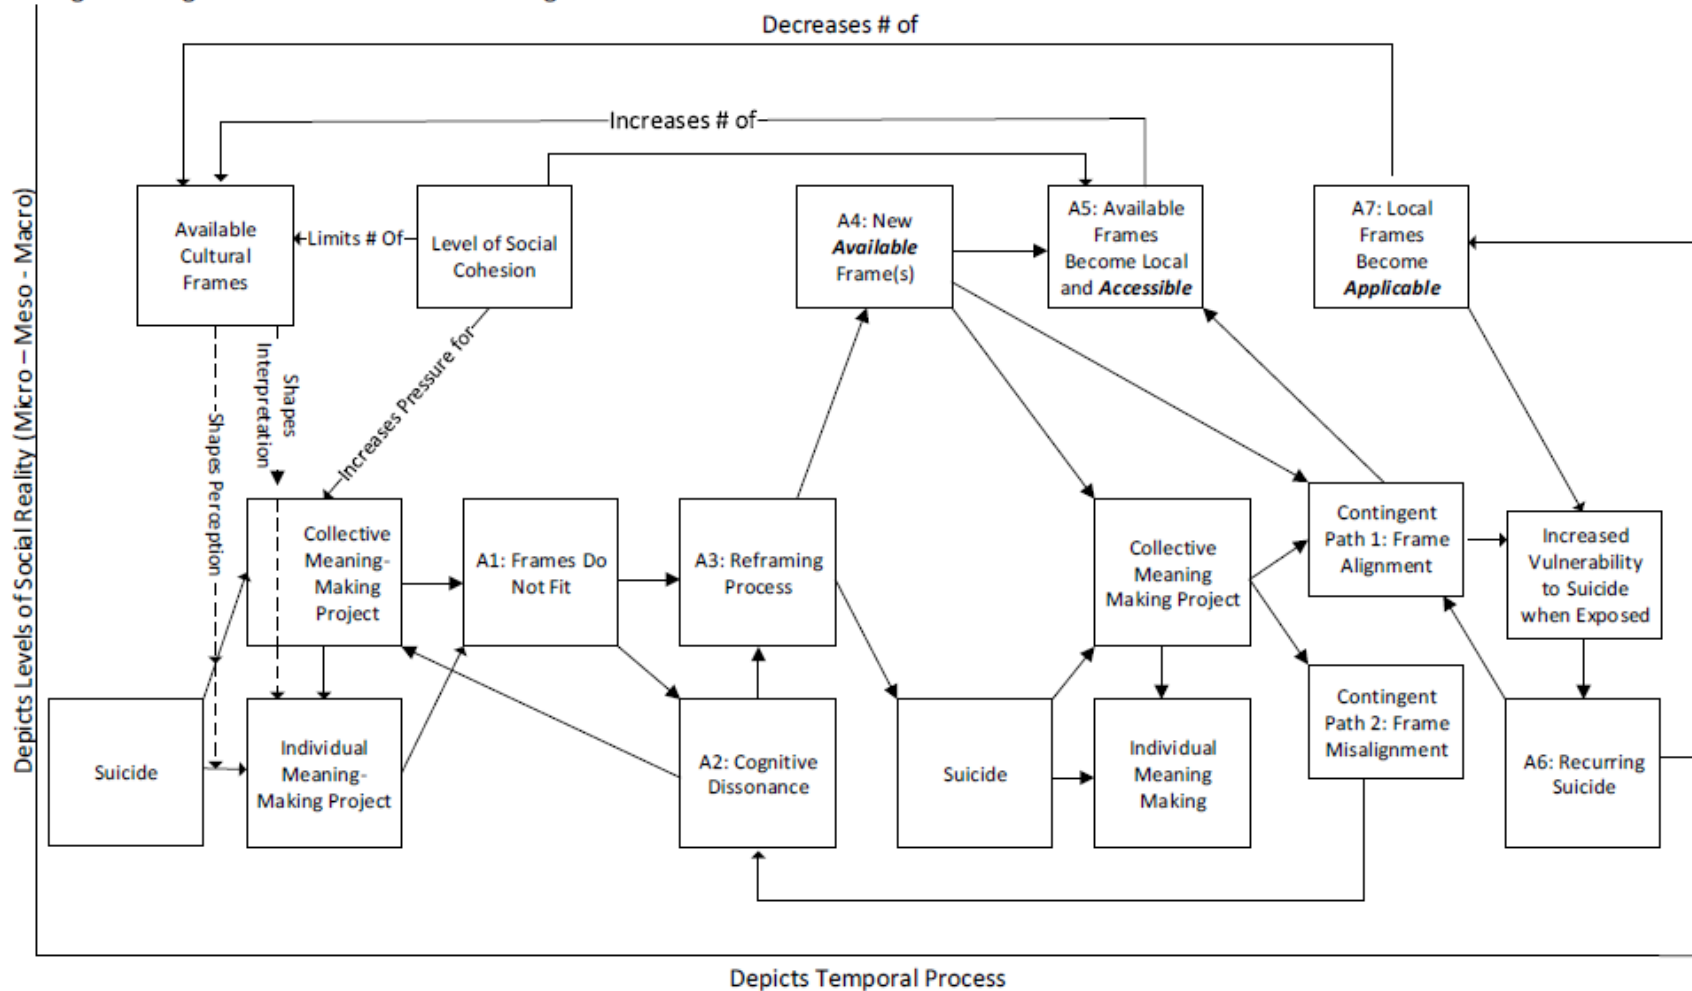 Decreases # of
Increases # of
Available
Cultural
Frames
Limits # Of
Level of Social
Cohesion
A4: New
Available
Frame(s)
A5: Available
Frames
Become Local
and Accessible
A7: Local
Frames
Become
Applicable
Shapes Perception
Shapes
Interpretation
Increases Pressure for
Collective
Meaning-
Making
Project
A1: Frames Do
Not Fit
A3: Reframing
Process
Collective
Meaning
Making Project
Contingent
Path 1: Frame
Alignment
Increased
Vulnerability
to Suicide
when Exposed
Suicide
Individual
Meaning-
Making Project
A2: Cognitive
Dissonance
Suicide
Individual
Meaning
Making
Contingent
Path 2: Frame
Misalignment
A6: Recurring
Suicide
Depicts Levels of Social Reality (Micro – Meso - Macro)
Depicts Temporal Process